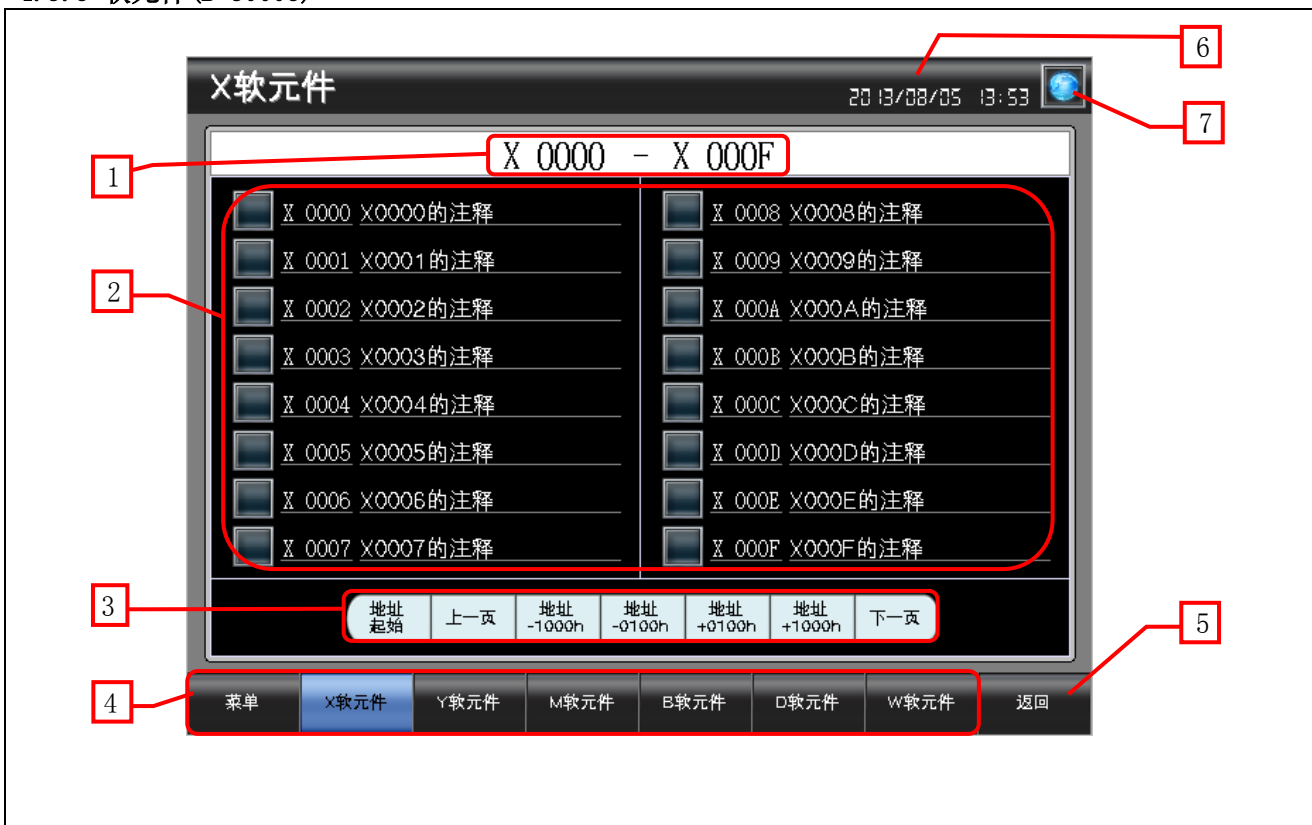 6
X软元件
2013/08/05 13:53
7
X 0000 - X 000F
1
X 0000 X0000的注释
X 0008 X0008的注释
X 0001 X0001的注释
X 0009 X0009的注释
2
X 0002 X0002的注释
X 000A X000A的注释
X 0003 X0003的注释
X 000B X000B的注释
X 0004 X0004的注释
X 000C X000C的注释
X 0005 X0005的注释
X 000D X000D的注释
X 0006 X0006的注释
X 000E X000E的注释
X 0007 X0007的注释
X 000F X000F的注释
3
地址
起始
上一页
地址
-1000h
地址
-0100h
地址
+0100h
地址
+1000h
下一页
5
4
菜单
X软元件
Y软元件
M软元件
B软元件
D软元件
W软元件
返回